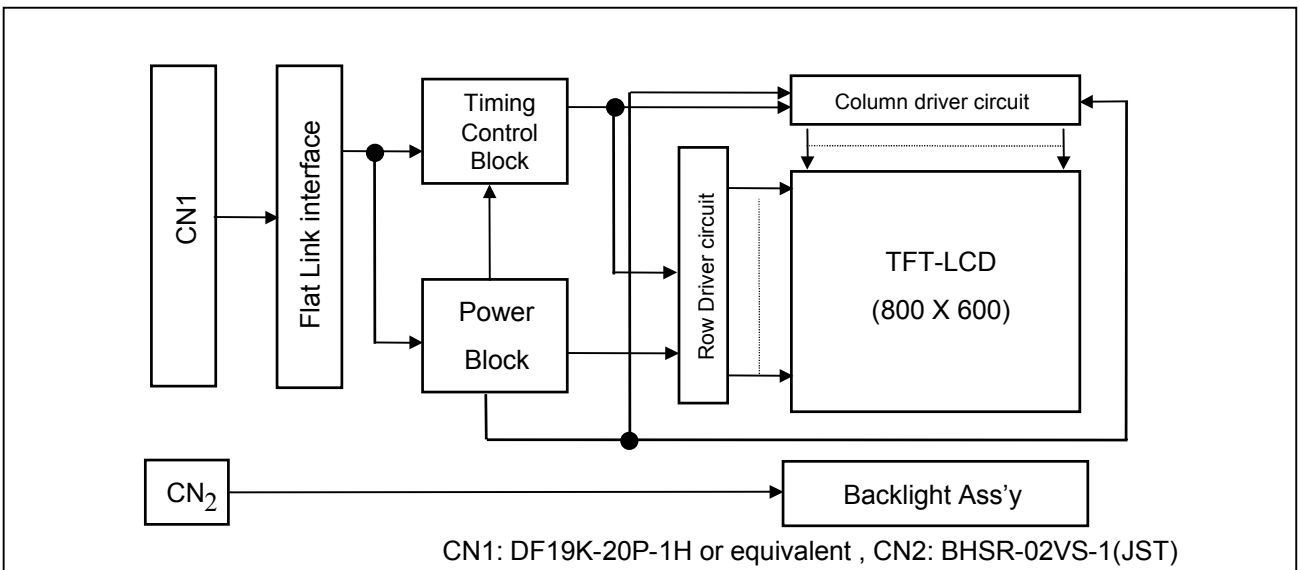 CN1
Flat Link interface
Timing
Control
Block
Power
Block
Row Driver circuit
Column driver circuit
TFT-LCD
(800 X 600)
CN2
Backlight Ass’y
CN1: DF19K-20P-1H or equivalent , CN2: BHSR-02VS-1(JST)